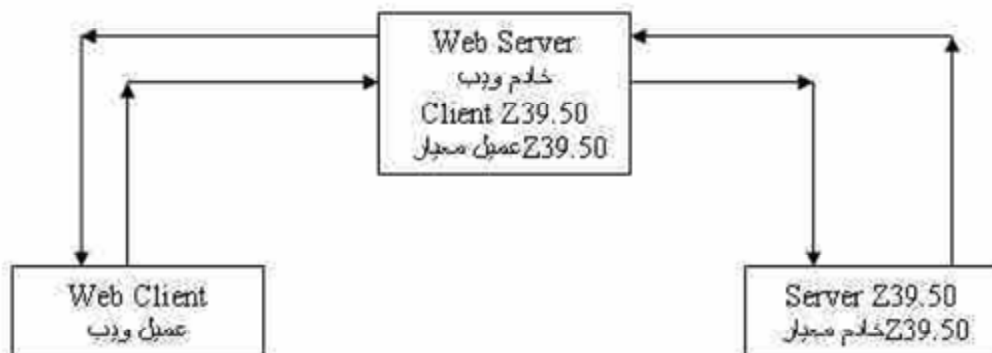 Web Server
خادم ويب
Client Z39.50
عميل معيار Z39.50
Web Client
عميل ويب
Server Z39.50
خادم معيار Z39.50